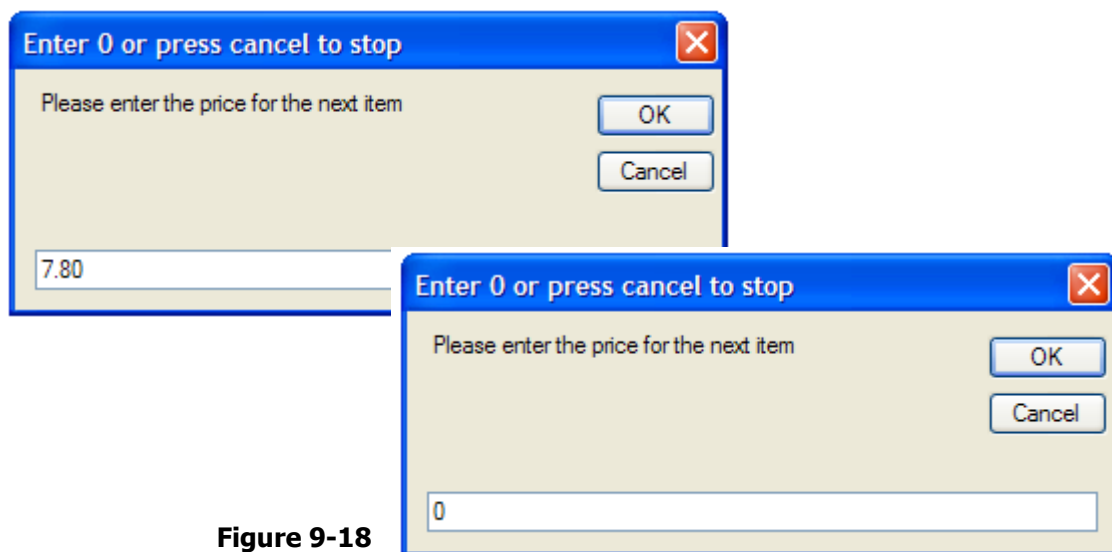 Enter 0 or press cancel to stop
Please enter the price for the next item
OK
Cancel
7.80
Enter 0 or press cancel to stop
Please enter the price for the next item
OK
Cancel
0
Figure 9-18